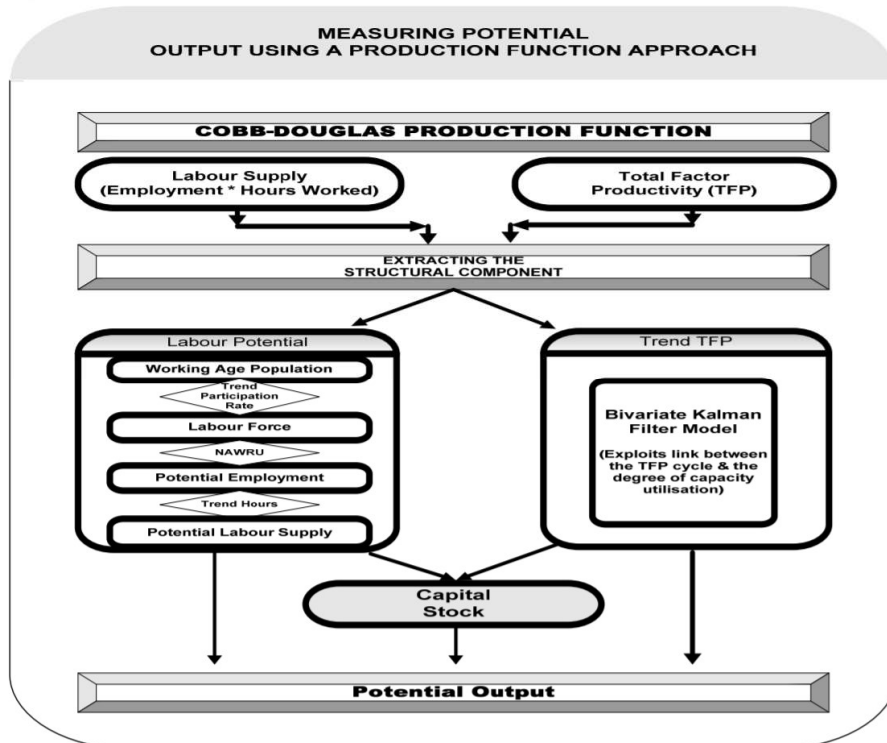 MEASURING POTENTIAL
OUTPUT USING A PRODUCTION FUNCTION APPROACH
COBB-DOUGLAS PRODUCTION FUNCTION
Labour Supply
(Employment * Hours Worked)
Total Factor
Productivity (TFP)
EXTRACTING THE
STRUCTURAL COMPONENT
Labour Potential
Working Age Population
Trend
Participation
Rate
Labour Force
NAWRU
Potential Employment
Trend Hours
Potential Labour Supply
Trend TFP
Bivariate Kalman
Filter Model
(Exploits link between
the TFP cycle & the
degree of capacity
utilisation)
Capital
Stock
Potential Output